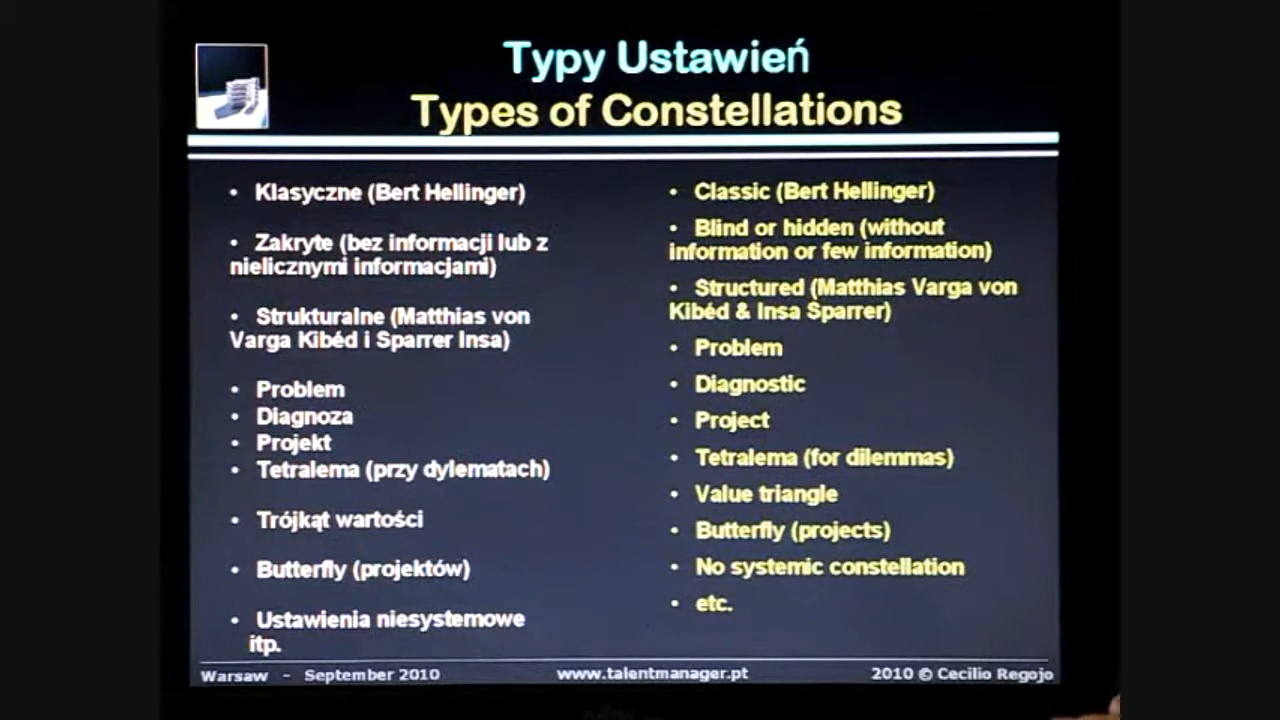 Typy Ustawień
Types of Constellations
• Klasyczne (Bert Hellinger)
• Zakryte (bez informacji lub z
nielicznymi informacjami)
• Strukturalne (Matthias von
Varga Kibéd i Sparrer Insa)
• Problem
• Diagnoza
• Projekt
• Tetralema (przy dylematach)
• Trójkąt wartości
• Butterfly (projektów)
• Ustawienia niesystemowe
itp.
• Classic (Bert Hellinger)
• Blind or hidden (without
information or few information)
• Structured (Matthias Varga von
Kibéd & Insa Sparrer)
• Problem
• Diagnostic
• Project
• Tetralema (for dilemmas)
• Value triangle
• Butterfly (projects)
• No systemic constellation
• etc.
Warsaw - September 2010
www.talentmanager.pt
2010 © Cecilio Regojo